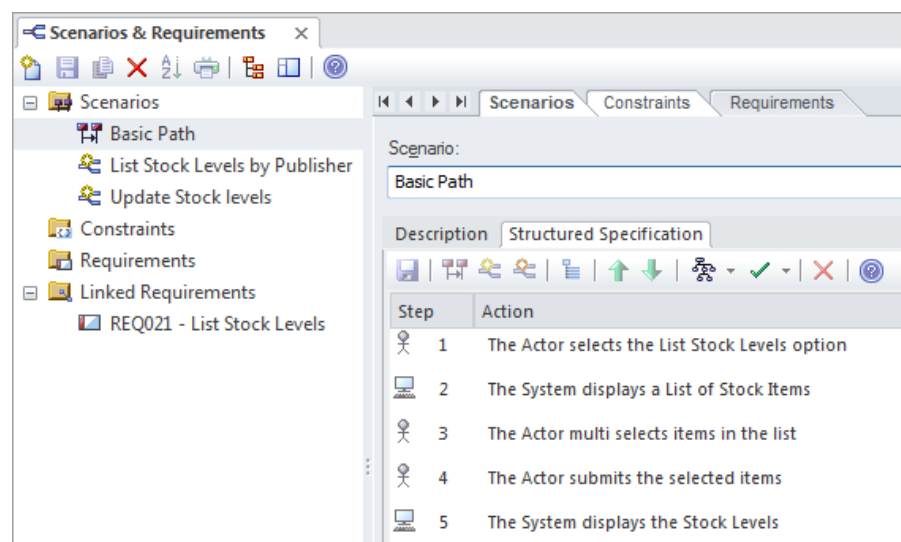 Scenarios & Requirements
Scenarios
Basic Path
List Stock Levels by Publisher
Update Stock levels
Constraints
Requirements
Linked Requirements
REQ021 - List Stock Levels
Scenarios Constraints Requirements
Scenario:
Basic Path
Description Structured Specification
Step Action
1 The Actor selects the List Stock Levels option
2 The System displays a List of Stock Items
3 The Actor multi selects items in the list
4 The Actor submits the selected items
5 The System displays the Stock Levels